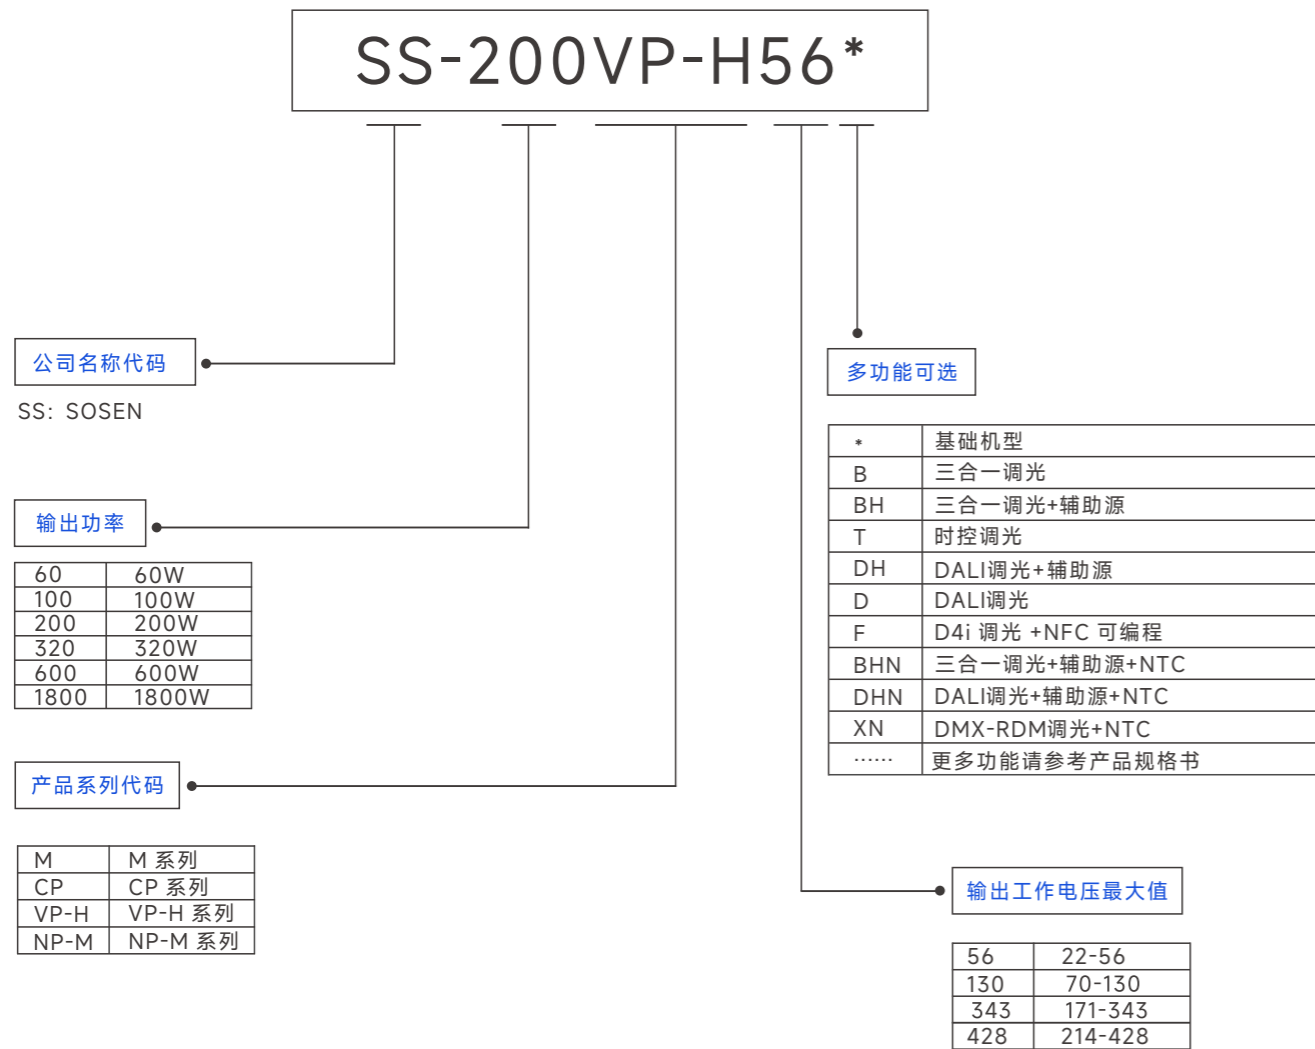 SS-200VP-H56*
公司名称代码
SS: SOSEN
输出功率
60 60W
100 100W
200 200W
320 320W
600 600W
1800 1800W
产品系列代码
M M 系列
CP CP 系列
VP-H VP-H 系列
NP-M NP-M 系列
多功能可选
* 基础机型
B 三合一调光
BH 三合一调光+辅助源
T 时控调光
DH DALI调光+辅助源
D DALI调光
F D4i 调光 +NFC 可编程
BHN 三合一调光+辅助源+NTC
DHN DALI调光+辅助源+NTC
XN DMX-RDM调光+NTC
…… 更多功能请参考产品规格书
输出工作电压最大值
56 22-56
130 70-130
343 171-343
428 214-428